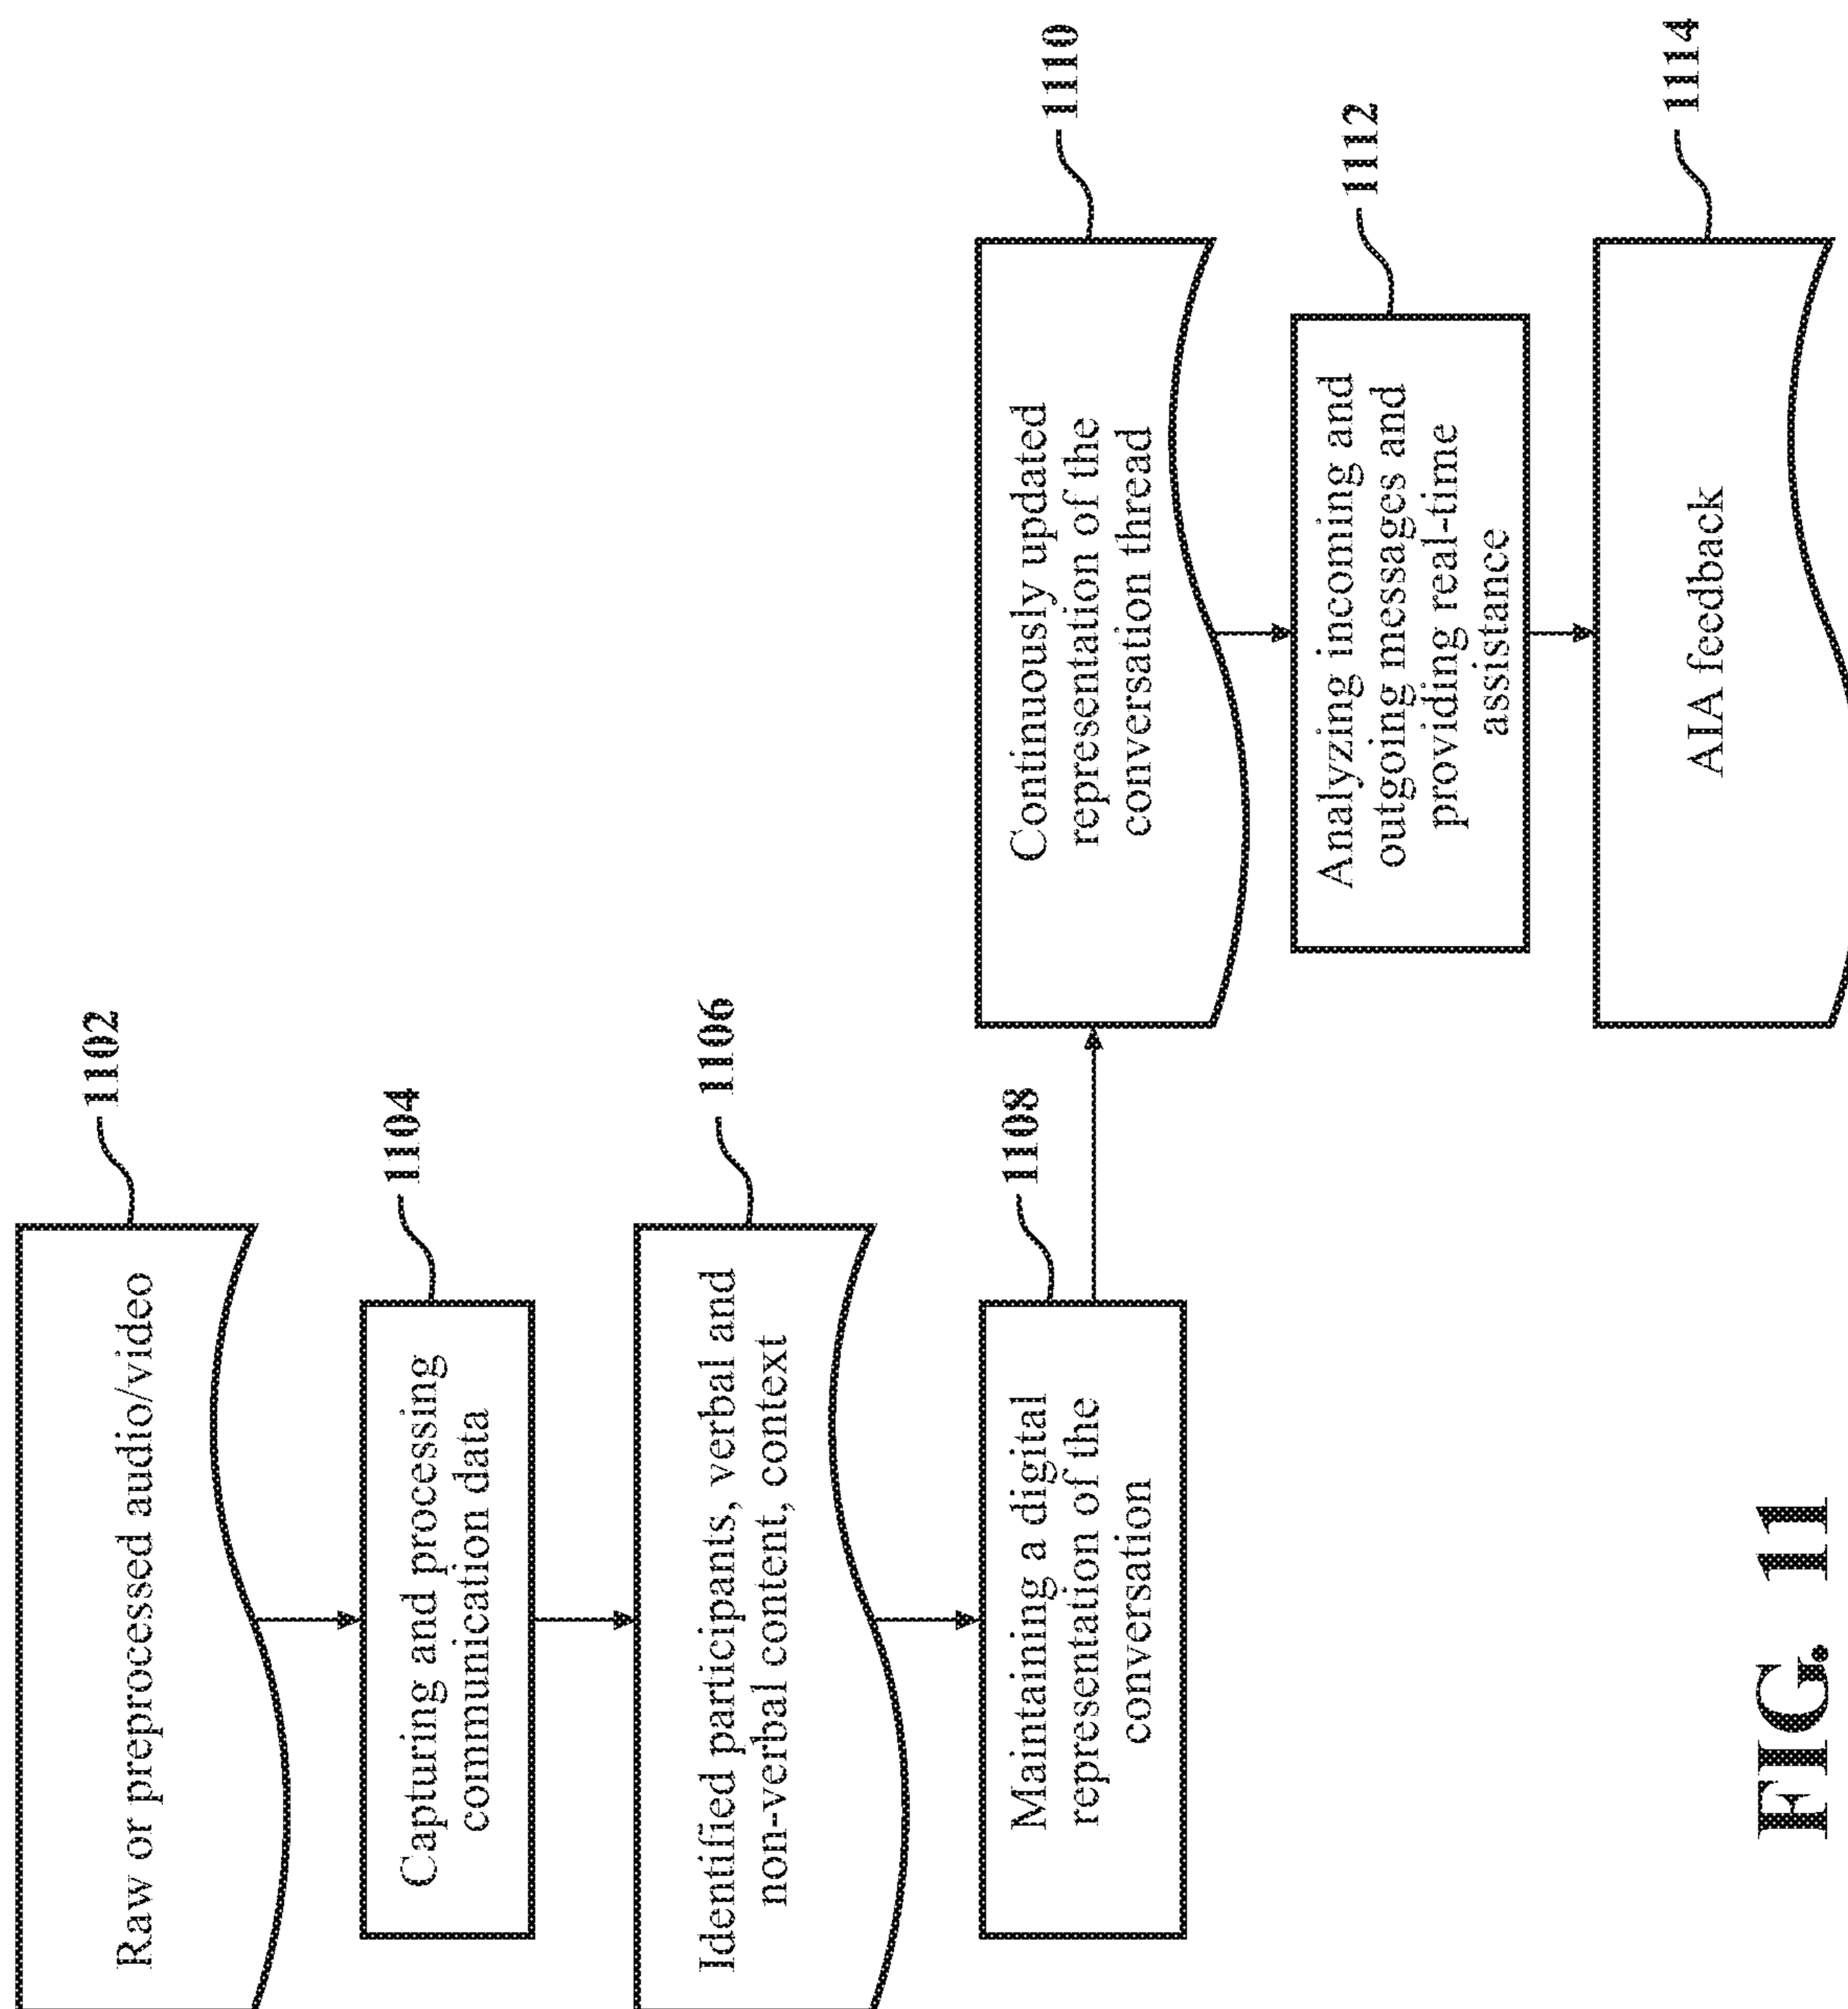 Raw or preprocessed audio/video
1102
Capturing and processing
communication data
1104
Identified participants, verbal and
non-verbal content, context
1106
Maintaining a digital
representation of the
conversation
1108
Continuously updated
representation of the
conversation thread
1110
Analyzing incoming and
outgoing messages and
providing real-time
assistance
1112
AIA feedback
1114
FIG. 11